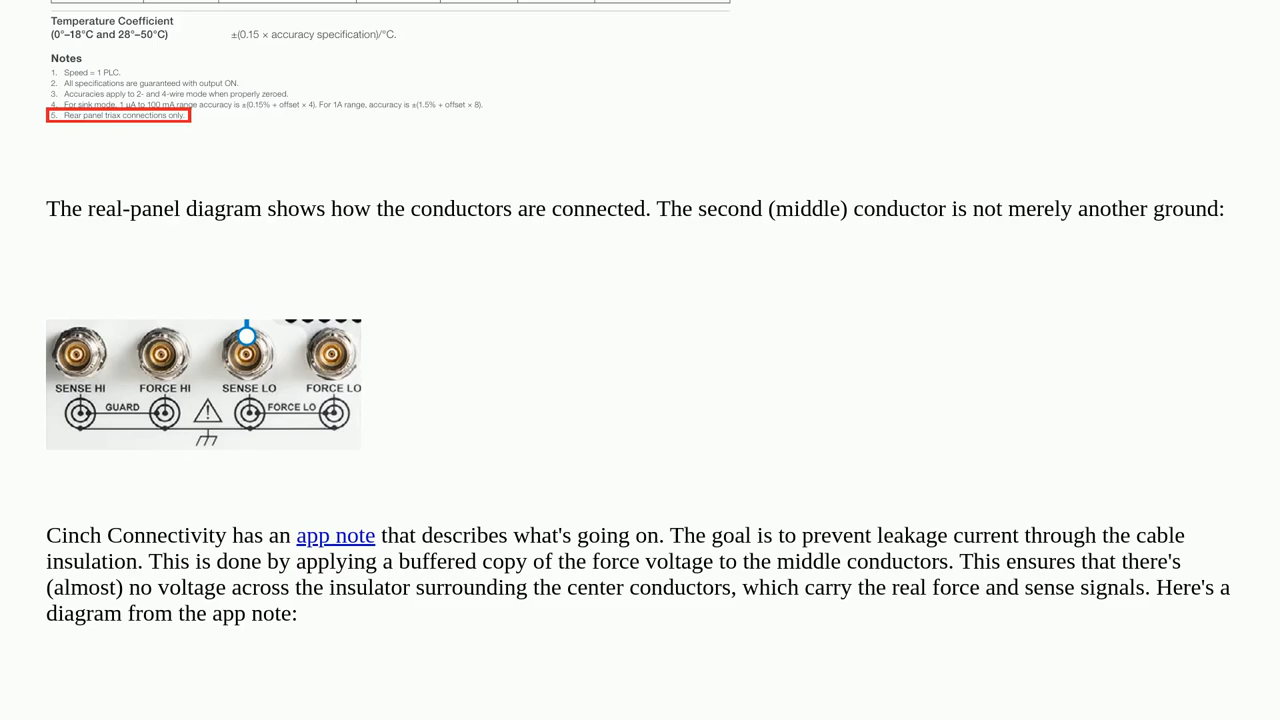 Temperature Coefficient
(0°–18°C and 28°–50°C) ±(0.15 × accuracy specification)/°C.
Notes
1. Speed = 1 PLC.
2. All specifications are guaranteed with output ON.
3. Accuracies apply to 2- and 4-wire mode when properly zeroed.
4. For sink mode, 1 µA to 100 mA range accuracy is ±(0.15% + offset × 4). For 1A range, accuracy is ±(1.5% + offset × 8).
5. Rear panel triax connections only.
The real-panel diagram shows how the conductors are connected. The second (middle) conductor is not merely another ground:
SENSE HI FORCE HI SENSE LO FORCE LO
GUARD FORCE LO
Cinch Connectivity has an app note that describes what's going on. The goal is to prevent leakage current through the cable
insulation. This is done by applying a buffered copy of the force voltage to the middle conductors. This ensures that there's
(almost) no voltage across the insulator surrounding the center conductors, which carry the real force and sense signals. Here's a
diagram from the app note: